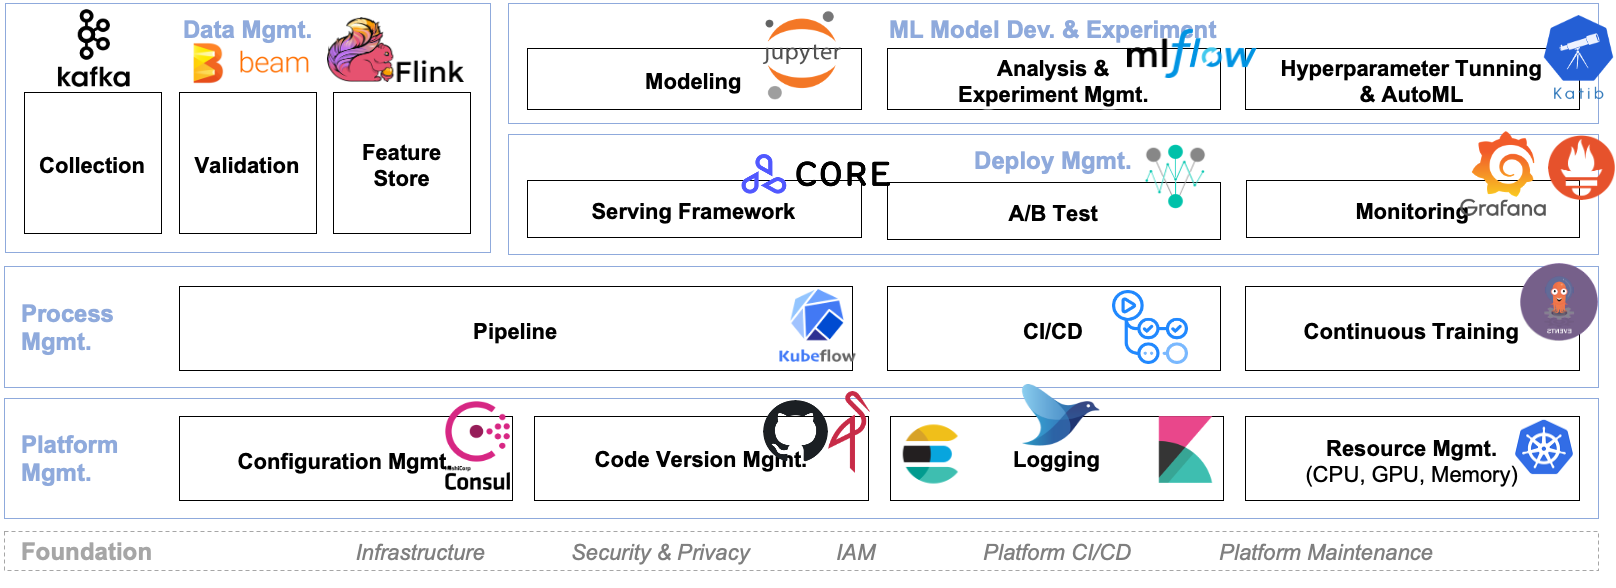 Data Mgmt.
kafka
beam
Flink
Collection
Validation
Feature
Store
ML Model Dev. & Experiment
Modeling
jupyter
Analysis &
Experiment Mgmt.
mlflow
Hyperparameter Tunning
& AutoML
Katib
Deploy Mgmt.
Serving Framework
CORE
A/B Test
Monitoring
Grafana
Process
Mgmt.
Pipeline
Kubeflow
CI/CD
Continuous Training
EVENTS
Platform
Mgmt.
Configuration Mgmt.
Consul
Code Version Mgmt.
Logging
Resource Mgmt.
(CPU, GPU, Memory)
Foundation
Infrastructure
Security & Privacy
IAM
Platform CI/CD
Platform Maintenance